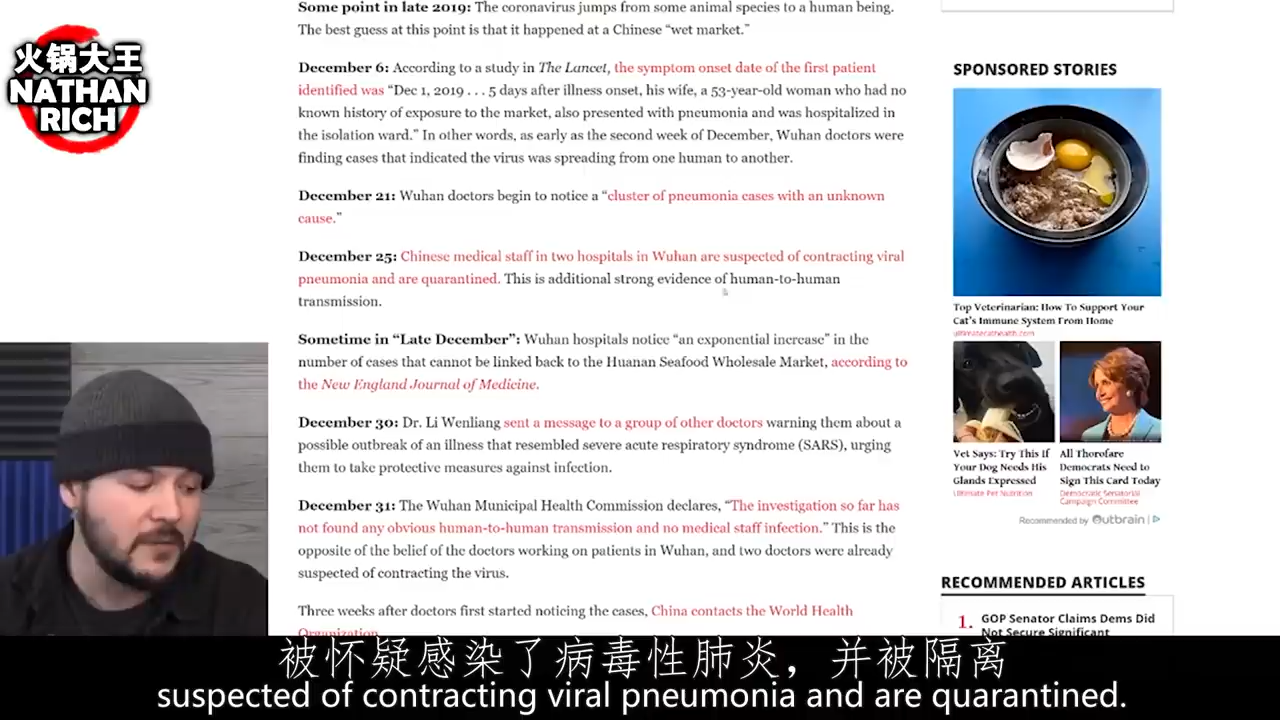 火锅大王
NATHAN
RICH
Some point in late 2019: The coronavirus jumps from some animal species to a human being.
The best guess at this point is that it happened at a Chinese “wet market.”
December 6: According to a study in The Lancet, the symptom onset date of the first patient
identified was “Dec 1, 2019 . . . 5 days after illness onset, his wife, a 53-year-old woman who had no
known history of exposure to the market, also presented with pneumonia and was hospitalized in
the isolation ward.” In other words, as early as the second week of December, Wuhan doctors were
finding cases that indicated the virus was spreading from one human to another.
December 21: Wuhan doctors begin to notice a “cluster of pneumonia cases with an unknown
cause.”
December 25: Chinese medical staff in two hospitals in Wuhan are suspected of contracting viral
pneumonia and are quarantined. This is additional strong evidence of human-to-human
transmission.
Sometime in “Late December”: Wuhan hospitals notice “an exponential increase” in the
number of cases that cannot be linked back to the Huanan Seafood Wholesale Market, according to
the New England Journal of Medicine.
December 30: Dr. Li Wenliang sent a message to a group of other doctors warning them about a
possible outbreak of an illness that resembled severe acute respiratory syndrome (SARS), urging
them to take protective measures against infection.
December 31: The Wuhan Municipal Health Commission declares, “The investigation so far has
not found any obvious human-to-human transmission and no medical staff infection.” This is the
opposite of the belief of the doctors working on patients in Wuhan, and two doctors were already
suspected of contracting the virus.
Three weeks after doctors first started noticing the cases, China contacts the World Health
Organization.
SPONSORED STORIES
Top Veterinarian: How To Support Your
Cat’s Immune System From Home
ultimatecathealth.com
Vet Says: Try This If
Your Dog Needs His
Glands Expressed
Ultimate Pet Nutrition
All Thorofare
Democrats Need to
Sign This Card Today
Democratic Senatorial
Campaign Committee
Recommended by Outbrain
RECOMMENDED ARTICLES
1. GOP Senator Claims Dems Did
Not Secure Significant
被怀疑感染了病毒性肺炎，并被隔离
suspected of contracting viral pneumonia and are quarantined.